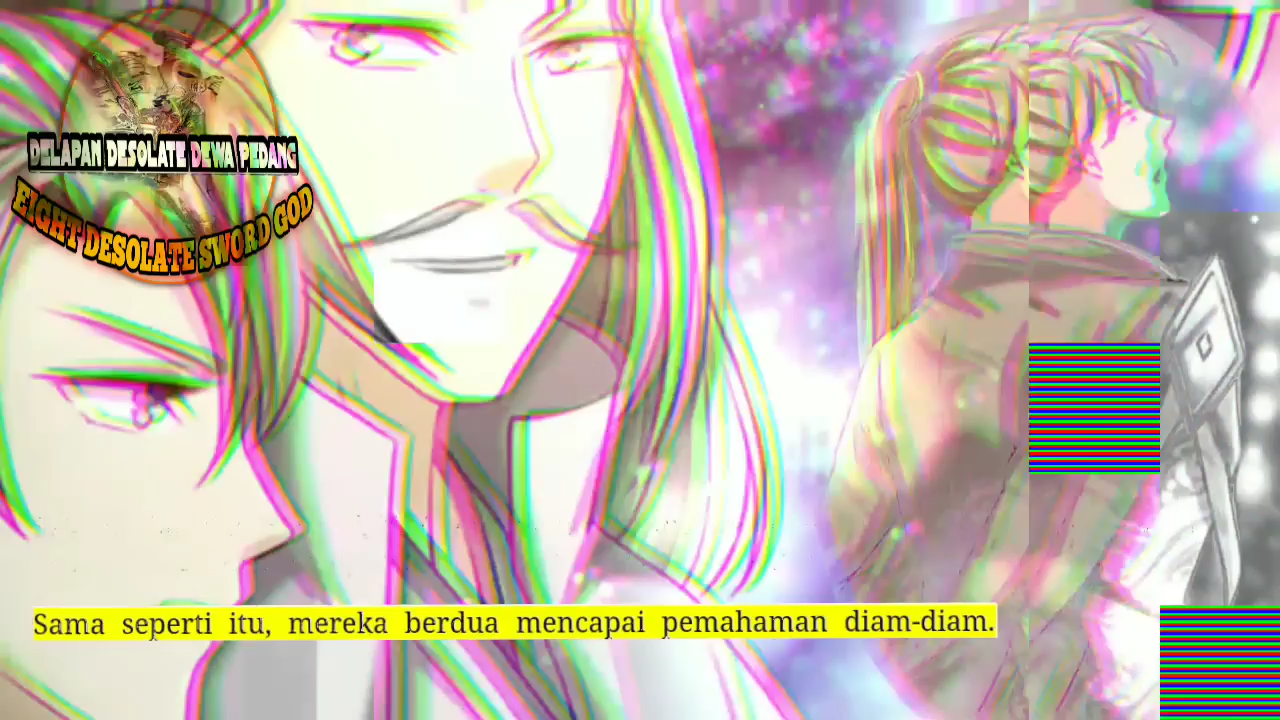 DELAPAN DESOLATE DEWA PEDANG
EIGHT DESOLATE SWORD GOD
Sama seperti itu, mereka berdua mencapai pemahaman diam-diam.